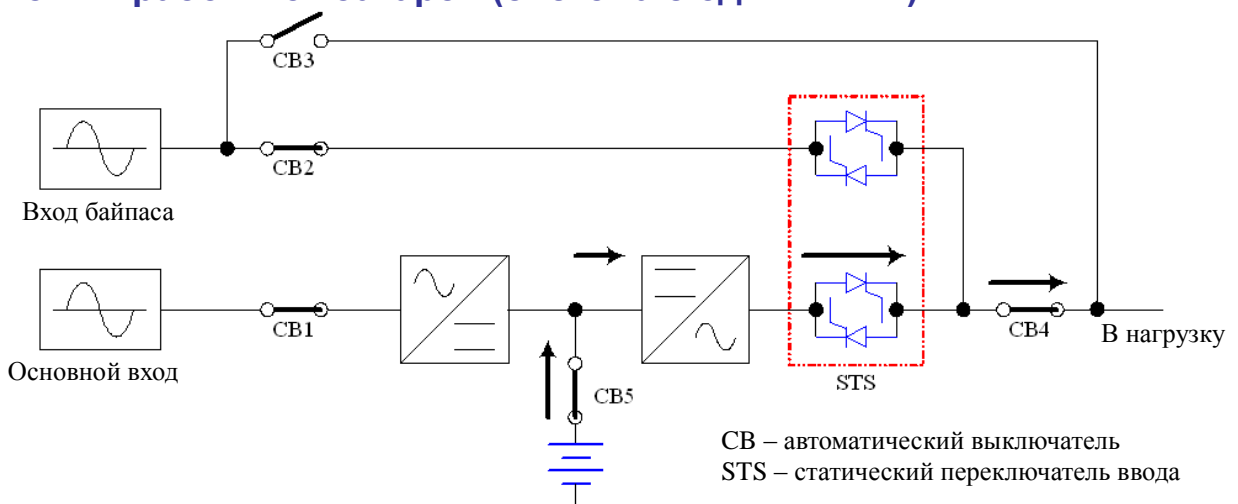 CB3
CB2
Вход байпаса
CB1
Основной вход
CB5
STS
CB4
В нагрузку
CB – автоматический выключатель
STS – статический переключатель ввода